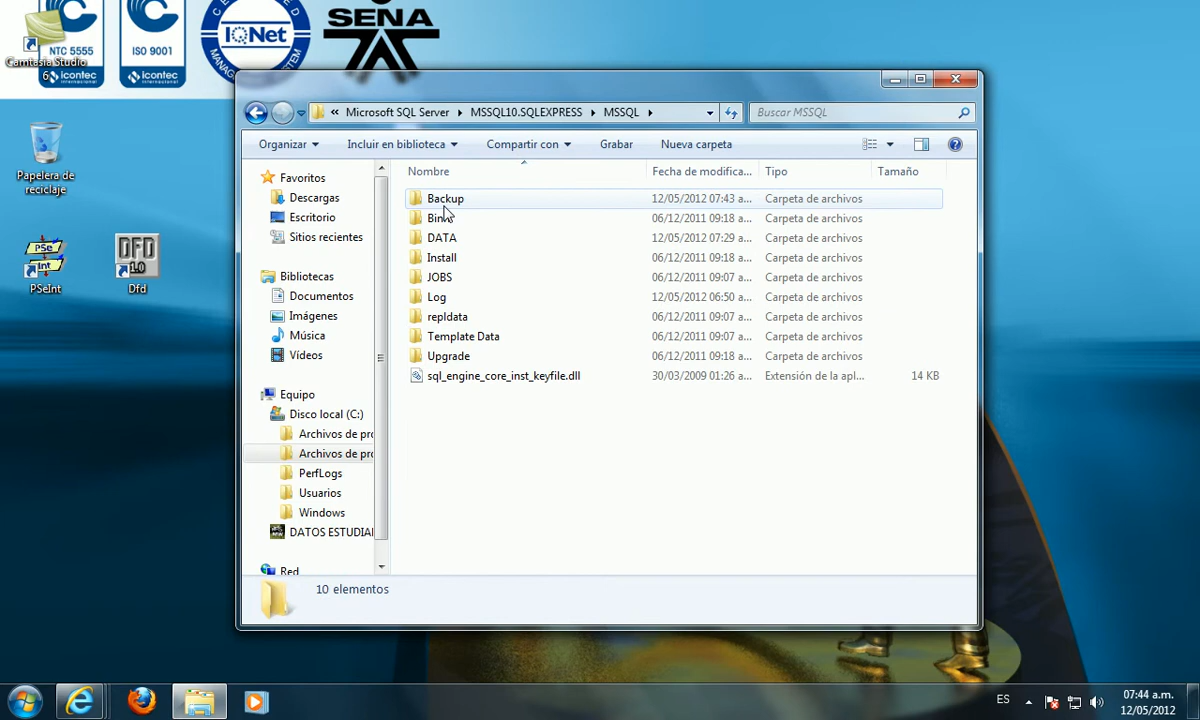 NTC 5555
icontec
internacional
ISO 9001
icontec
internacional
CERTIFIED
IQNet
MANAGEMENT SYSTEM
SENA
Camtasia Studio
6
Papelera de
reciclaje
PSeInt
DFD
1.0
Dfd
« Microsoft SQL Server
MSSQL10.SQLEXPRESS
MSSQL
Buscar MSSQL
Organizar
Incluir en biblioteca
Compartir con
Grabar
Nueva carpeta
Favoritos
Descargas
Escritorio
Sitios recientes
Bibliotecas
Documentos
Imágenes
Música
Vídeos
Equipo
Disco local (C:)
Archivos de pro
Archivos de pro
PerfLogs
Usuarios
Windows
DATOS ESTUDIAN
Red
Nombre Fecha de modifica... Tipo Tamaño
Backup 12/05/2012 07:43 a... Carpeta de archivos
Binn 06/12/2011 09:18 a... Carpeta de archivos
DATA 12/05/2012 07:29 a... Carpeta de archivos
Install 06/12/2011 09:18 a... Carpeta de archivos
JOBS 06/12/2011 09:07 a... Carpeta de archivos
Log 12/05/2012 06:50 a... Carpeta de archivos
repldata 06/12/2011 09:07 a... Carpeta de archivos
Template Data 06/12/2011 09:07 a... Carpeta de archivos
Upgrade 06/12/2011 09:18 a... Carpeta de archivos
sql_engine_core_inst_keyfile.dll 30/03/2009 01:26 a... Extensión de la apl... 14 KB
10 elementos
ES
07:44 a.m.
12/05/2012